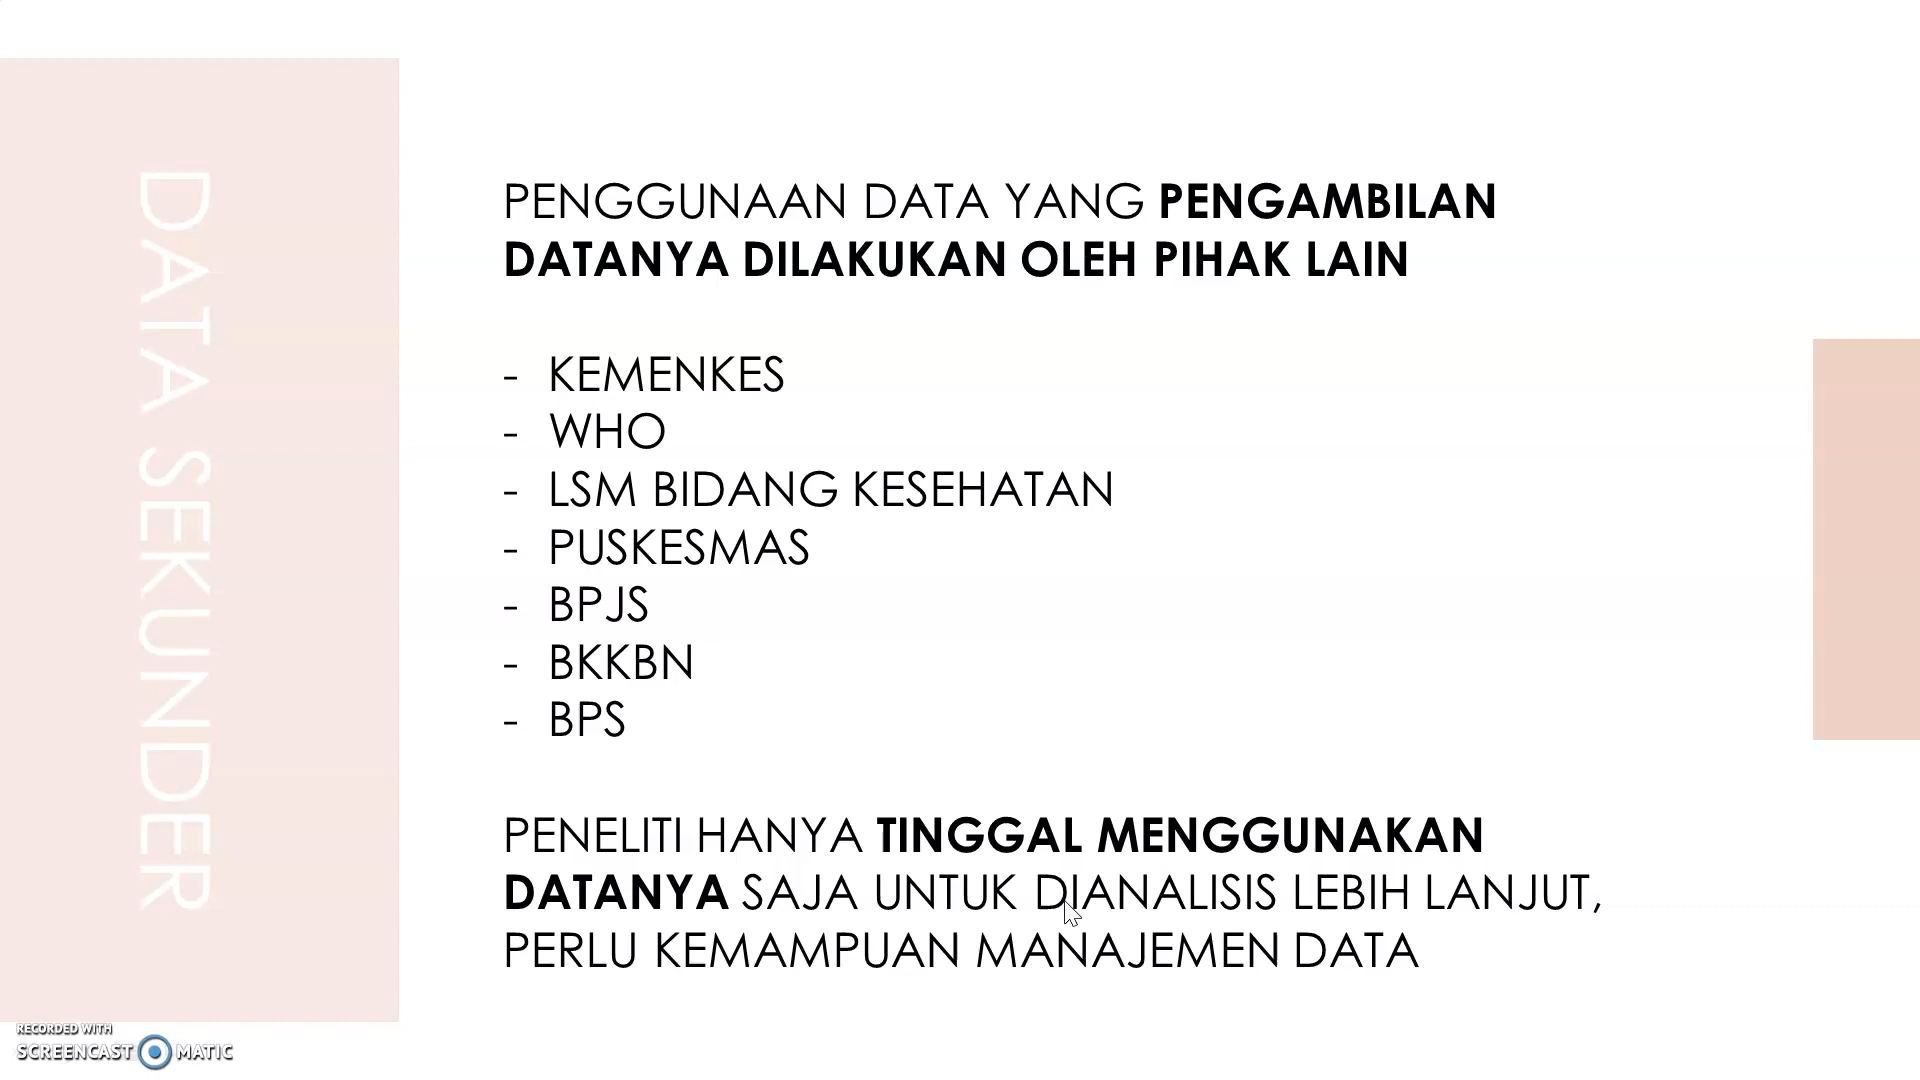 DATA SEKUNDER
PENGGUNAAN DATA YANG PENGAMBILAN
DATANYA DILAKUKAN OLEH PIHAK LAIN
- KEMENKES
- WHO
- LSM BIDANG KESEHATAN
- PUSKESMAS
- BPJS
- BKKBN
- BPS
PENELITI HANYA TINGGAL MENGGUNAKAN
DATANYA SAJA UNTUK DIANALISIS LEBIH LANJUT,
PERLU KEMAMPUAN MANAJEMEN DATA
RECORDED WITH
SCREENCAST MATIC